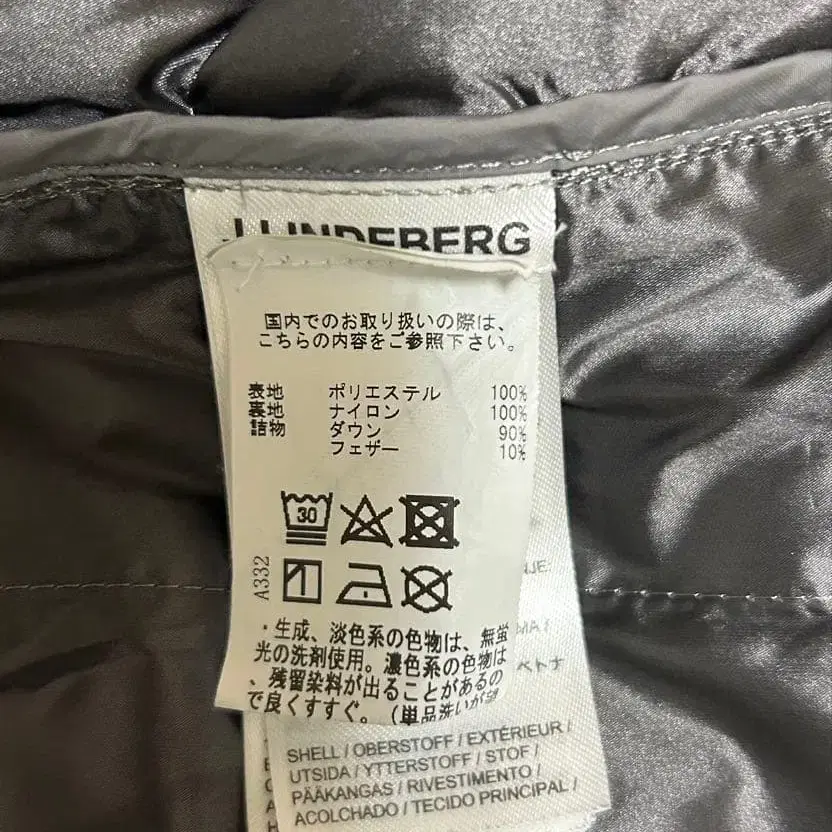 J.LINDEBERG
国内でのお取り扱いの際は、
こちらの内容をご参照下さい。
表地 ポリエステル 100%
裏地 ナイロン 100%
詰物 ダウン 90%
フェザー 10%
30
A332
・生成、淡色系の色物は、無蛍
光の洗剤使用。濃色系の色物は
、残留染料が出ることがあるの
で良くすすぐ。(単品洗いが望
NJE:
MA:
ベトナ
SHELL / OBERSTOFF / EXTÉRIEUR /
UTSIDA / YTTERSTOFF / STOF /
PÄÄKANGAS / RIVESTIMENTO /
ACOLCHADO / TECIDO PRINCIPAL /